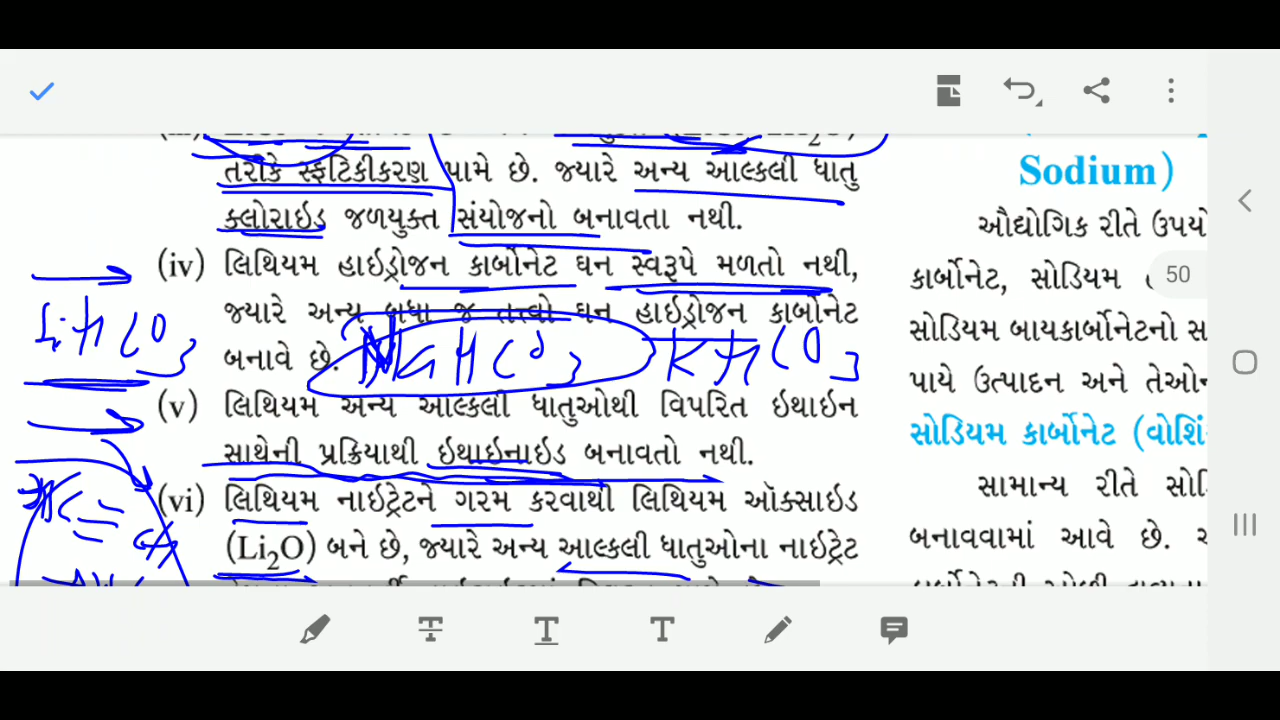 તરીકે સ્ફટિકીકરણ પામે છે. જ્યારે અન્ય આલ્કલી ધાતુ
ક્લોરાઇડ જળયુક્ત સંયોજનો બનાવતા નથી.
(iv) લિથિયમ હાઇડ્રોજન કાર્બોનેટ ઘન સ્વરૂપે મળતો નથી,
જ્યારે અન્ય બધા જ તત્ત્વો ઘન હાઇડ્રોજન કાર્બોનેટ
બનાવે છે.
LiHCO3
NaHCO3 KHCO3
(v) લિથિયમ અન્ય આલ્કલી ધાતુઓથી વિપરિત ઇથાઇન
સાથેની પ્રક્રિયાથી ઇથાઇનાઇડ બનાવતો નથી.
(vi) લિથિયમ નાઇટ્રેટને ગરમ કરવાથી લિથિયમ ઑક્સાઇડ
(Li2O) બને છે, જ્યારે અન્ય આલ્કલી ધાતુઓના નાઇટ્રેટ
Sodium)
ઔદ્યોગિક રીતે ઉપયો
કાર્બોનેટ, સોડિયમ
સોડિયમ બાયકાર્બોનેટનો સ
પાયે ઉત્પાદન અને તેઓન
સોડિયમ કાર્બોનેટ (વોશિં
સામાન્ય રીતે સોડિ
બનાવવામાં આવે છે.
50